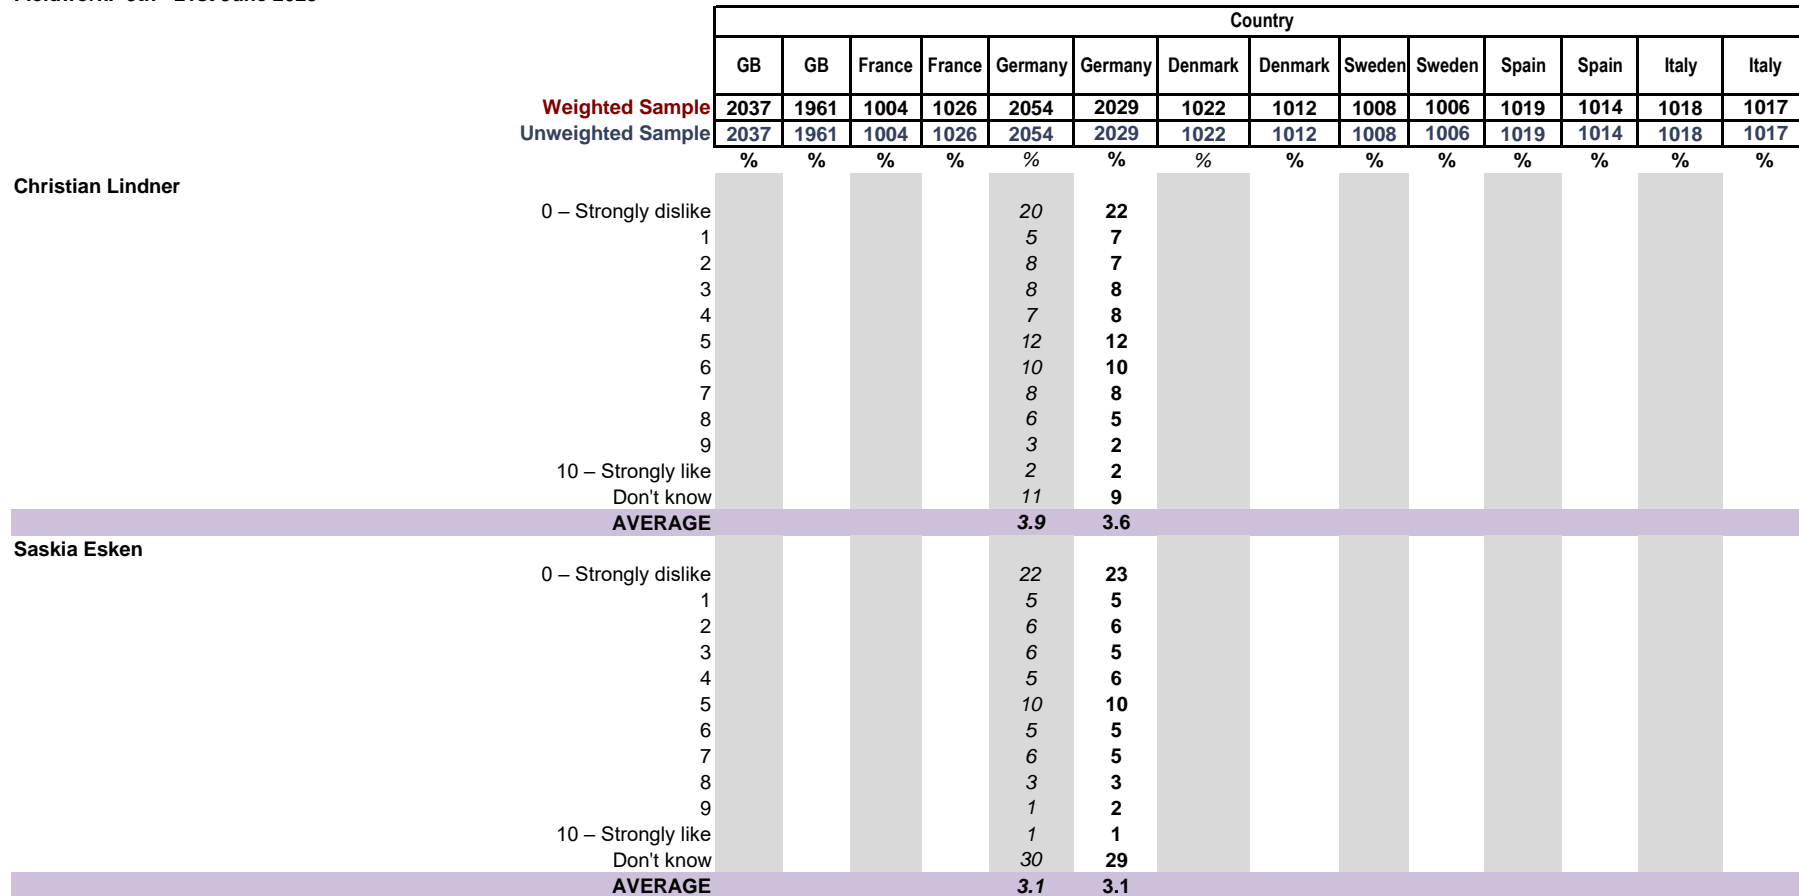 Country
GB GB France France Germany Germany Denmark Denmark Sweden Sweden Spain Spain Italy Italy
Weighted Sample 2037 1961 1004 1026 2054 2029 1022 1012 1008 1006 1019 1014 1018 1017
Unweighted Sample 2037 1961 1004 1026 2054 2029 1022 1012 1008 1006 1019 1014 1018 1017
% % % % % % % % % % % % % %
Christian Lindner
0 – Strongly dislike 20 22
1 5 7
2 8 7
3 8 8
4 7 8
5 12 12
6 10 10
7 8 8
8 6 5
9 3 2
10 – Strongly like 2 2
Don't know 11 9
AVERAGE 3.9 3.6
Saskia Esken
0 – Strongly dislike 22 23
1 5 5
2 6 6
3 6 5
4 5 6
5 10 10
6 5 5
7 6 5
8 3 3
9 1 2
10 – Strongly like 1 1
Don't know 30 29
AVERAGE 3.1 3.1